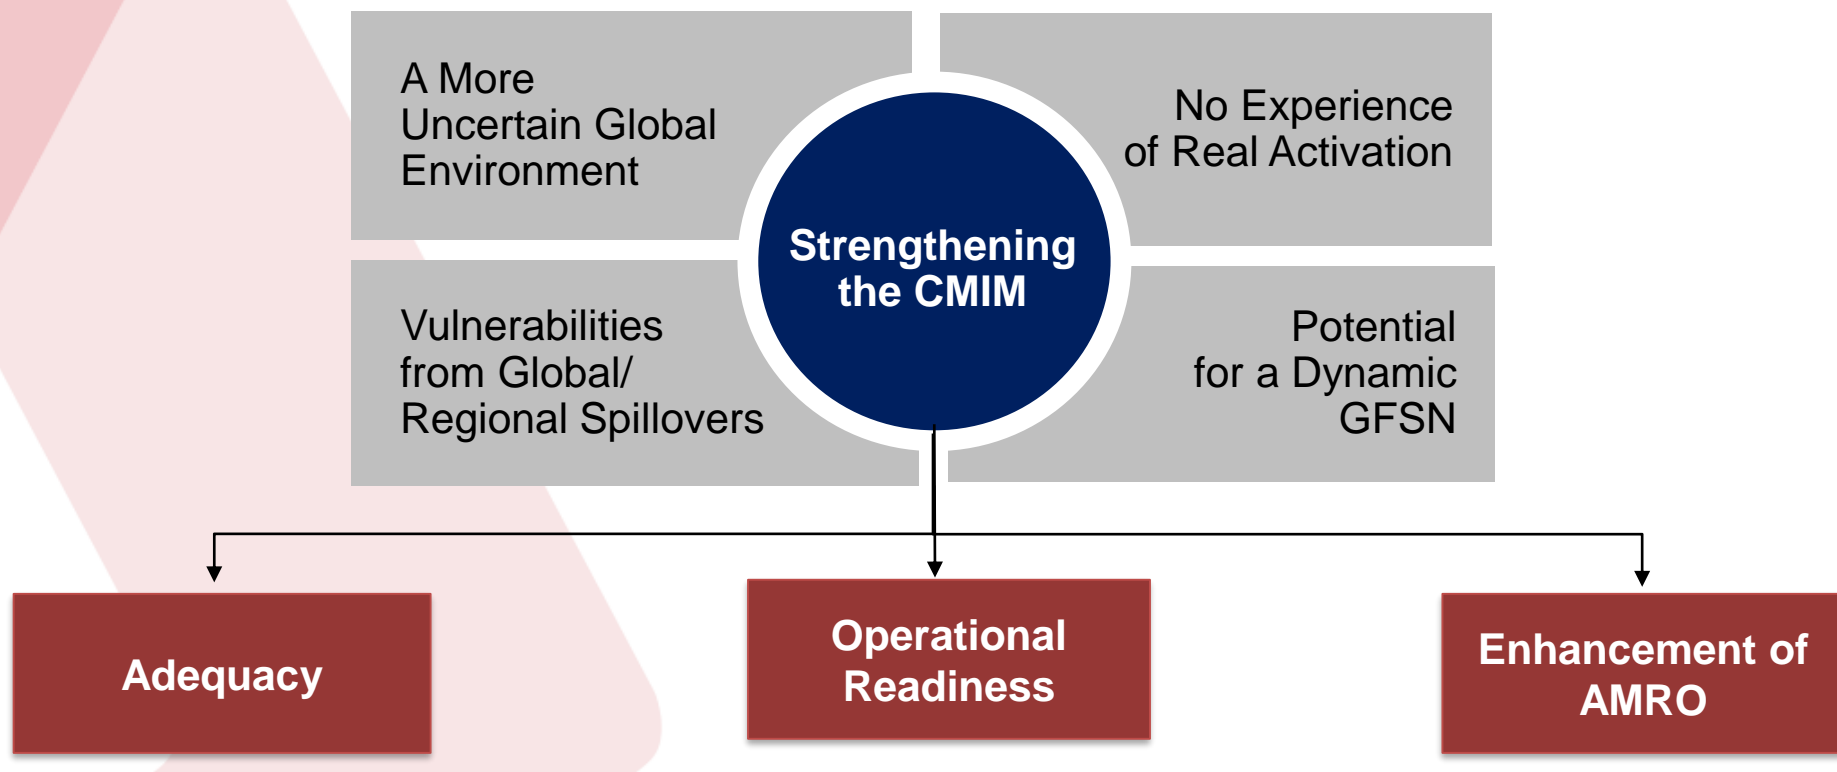 A More
Uncertain Global
Environment
No Experience
of Real Activation
Strengthening
the CMIM
Vulnerabilities
from Global/
Regional Spillovers
Potential
for a Dynamic
GFSN
Adequacy
Operational
Readiness
Enhancement of
AMRO